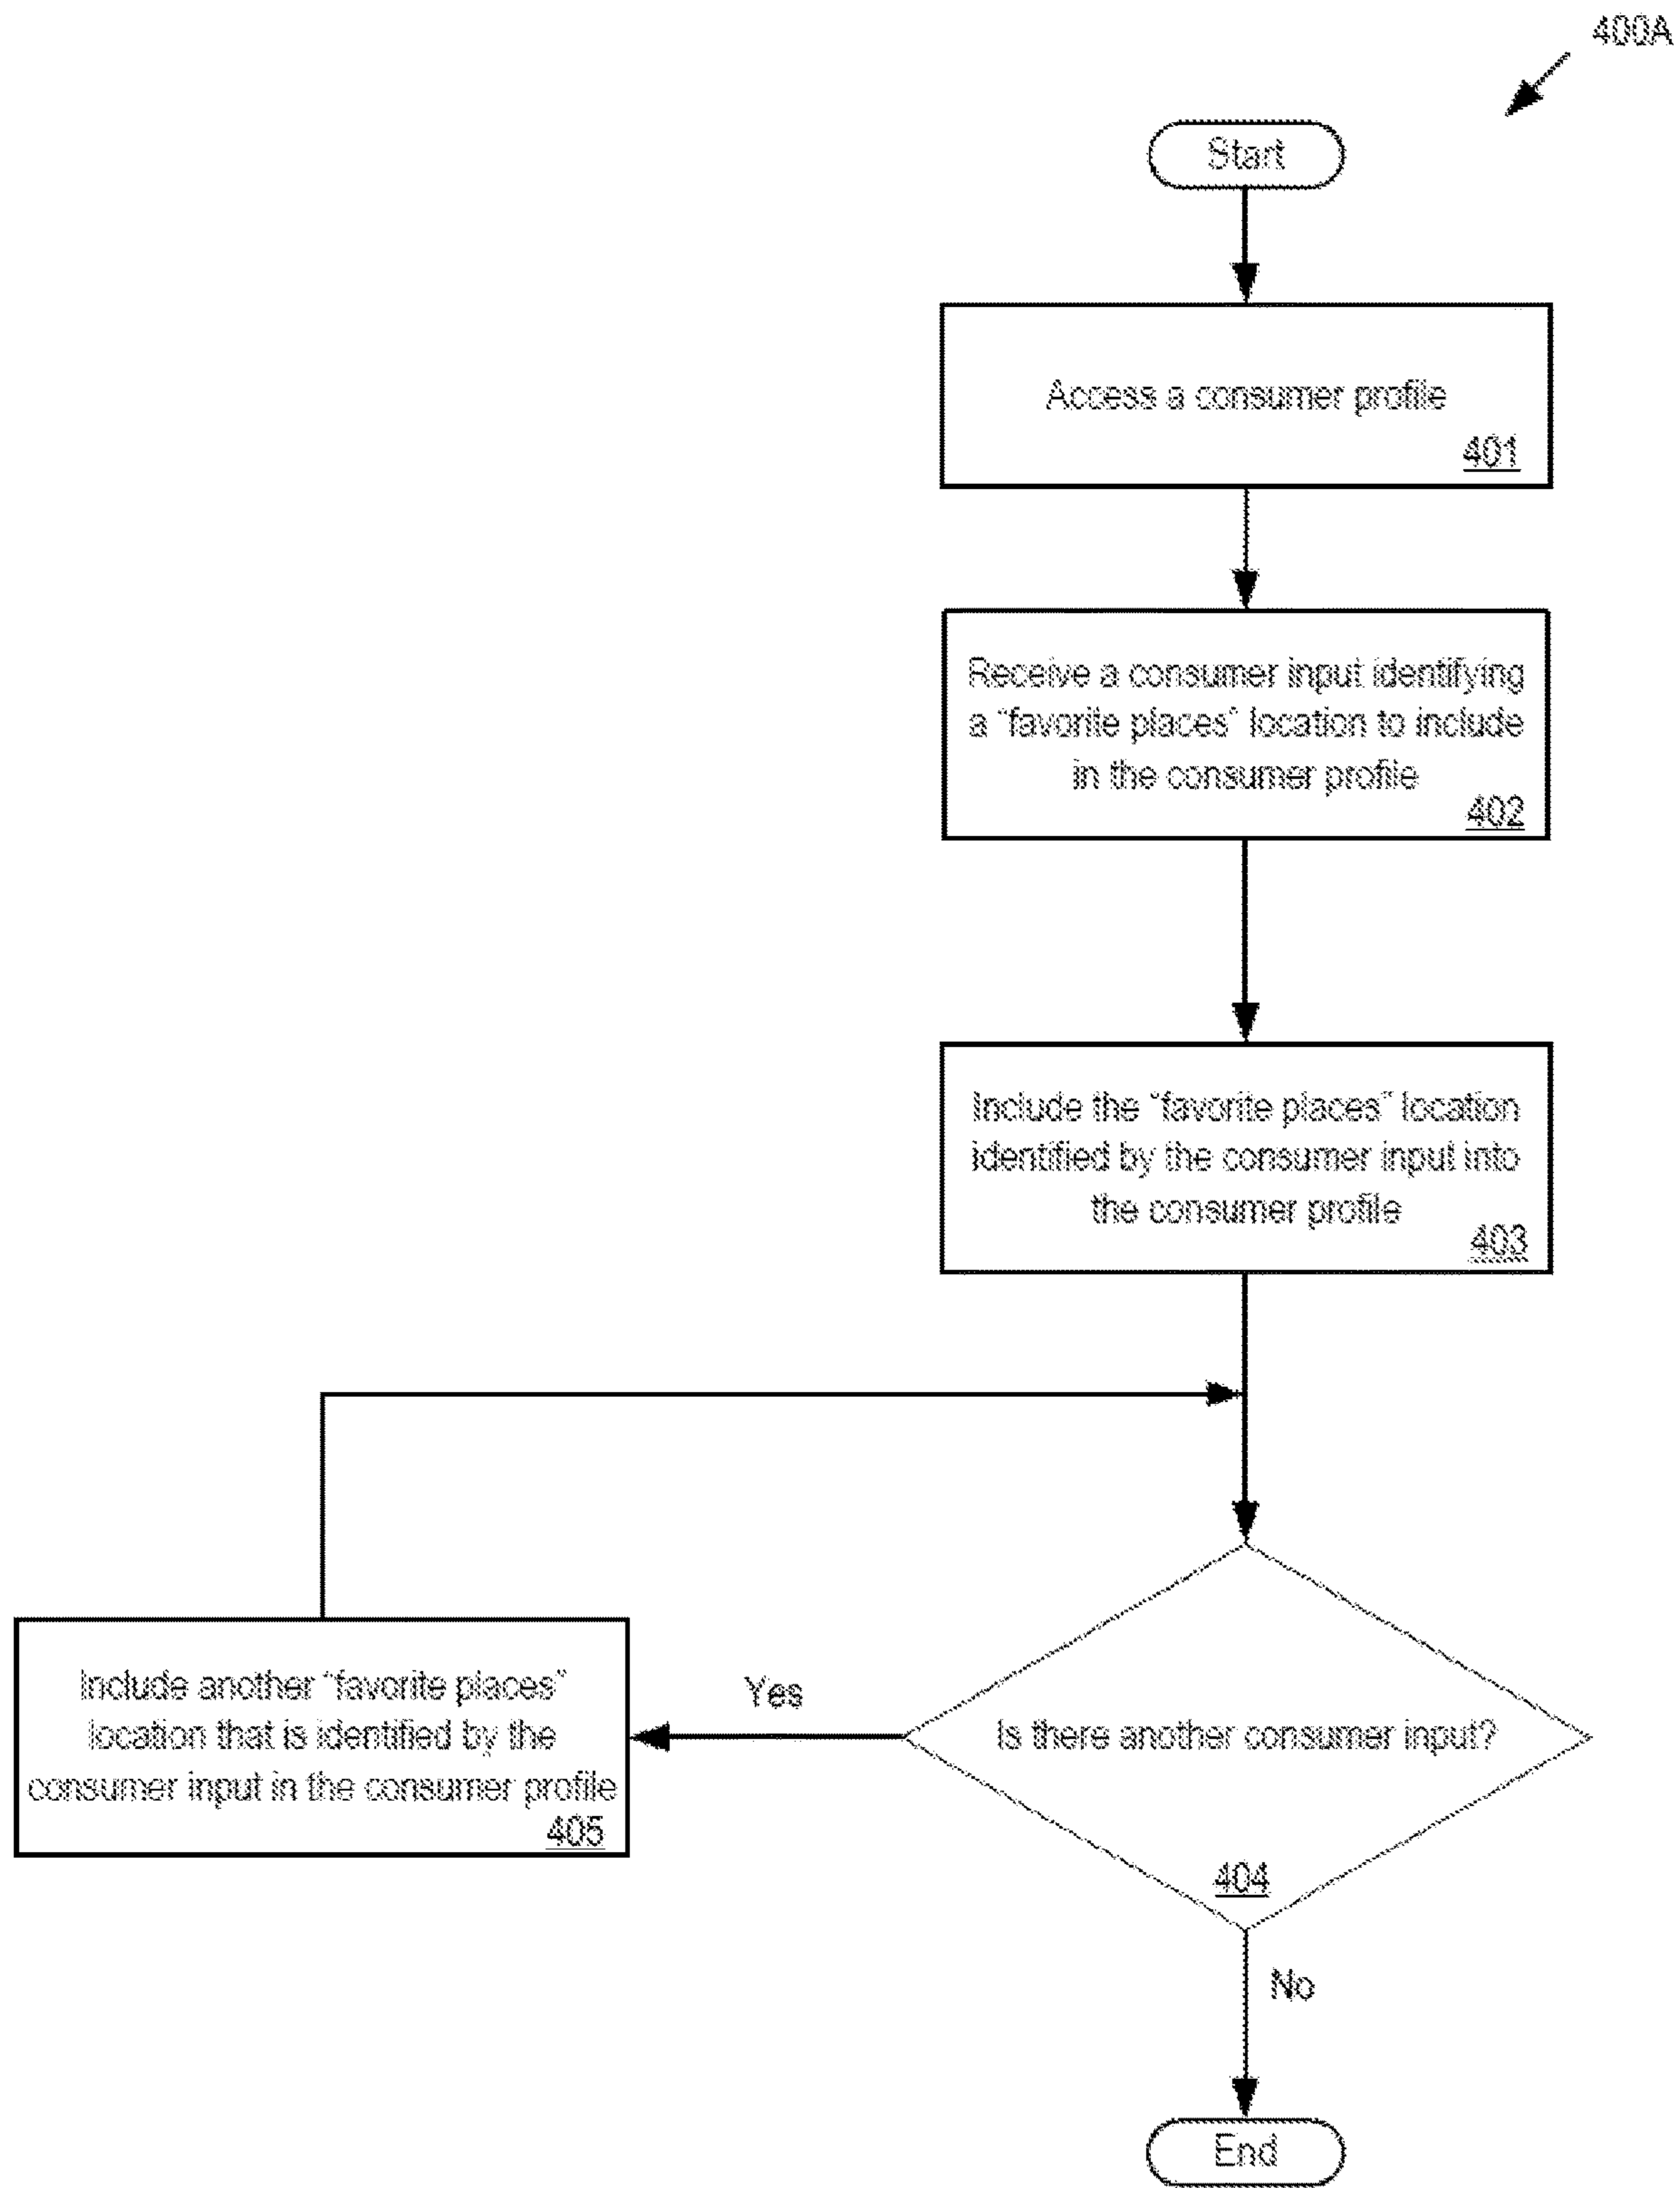 400A
Start
Access a consumer profile
401
Receive a consumer input identifying
a "favorite places" location to include
in the consumer profile
402
Include the "favorite places" location
identified by the consumer input into
the consumer profile
403
Include another "favorite places"
location that is identified by the
consumer input in the consumer profile
405
Yes
Is there another consumer input?
404
No
End